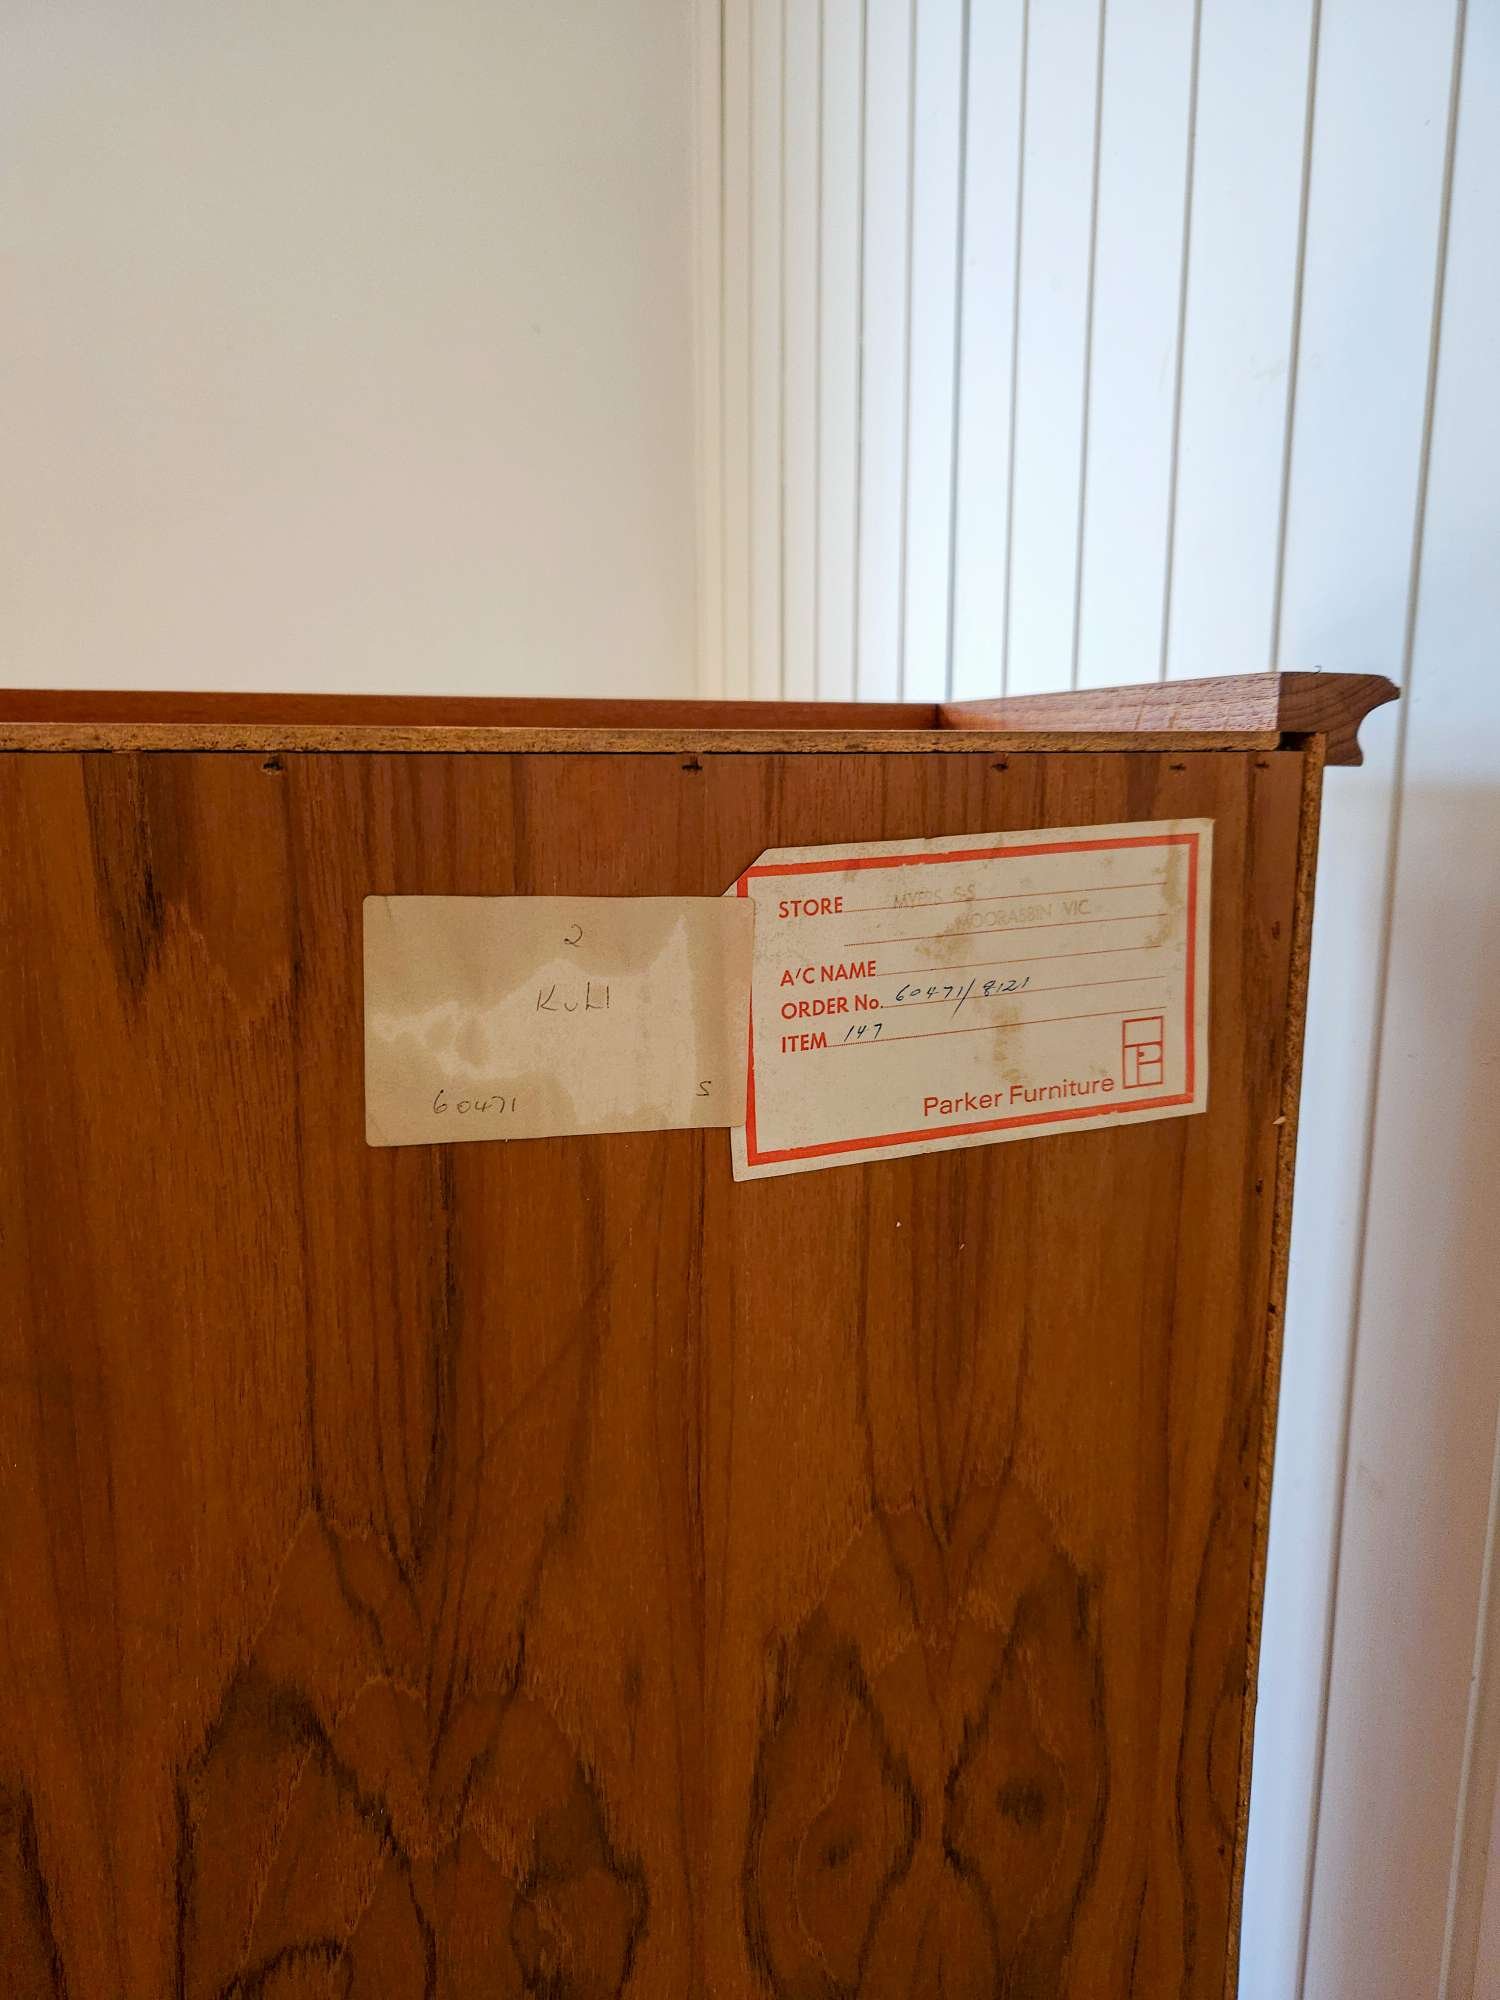 2
Kuhl
60471 S
STORE MYERS S-S
MOORABBIN VIC
A/C NAME
ORDER No. 60471/8121
ITEM 147
Parker Furniture